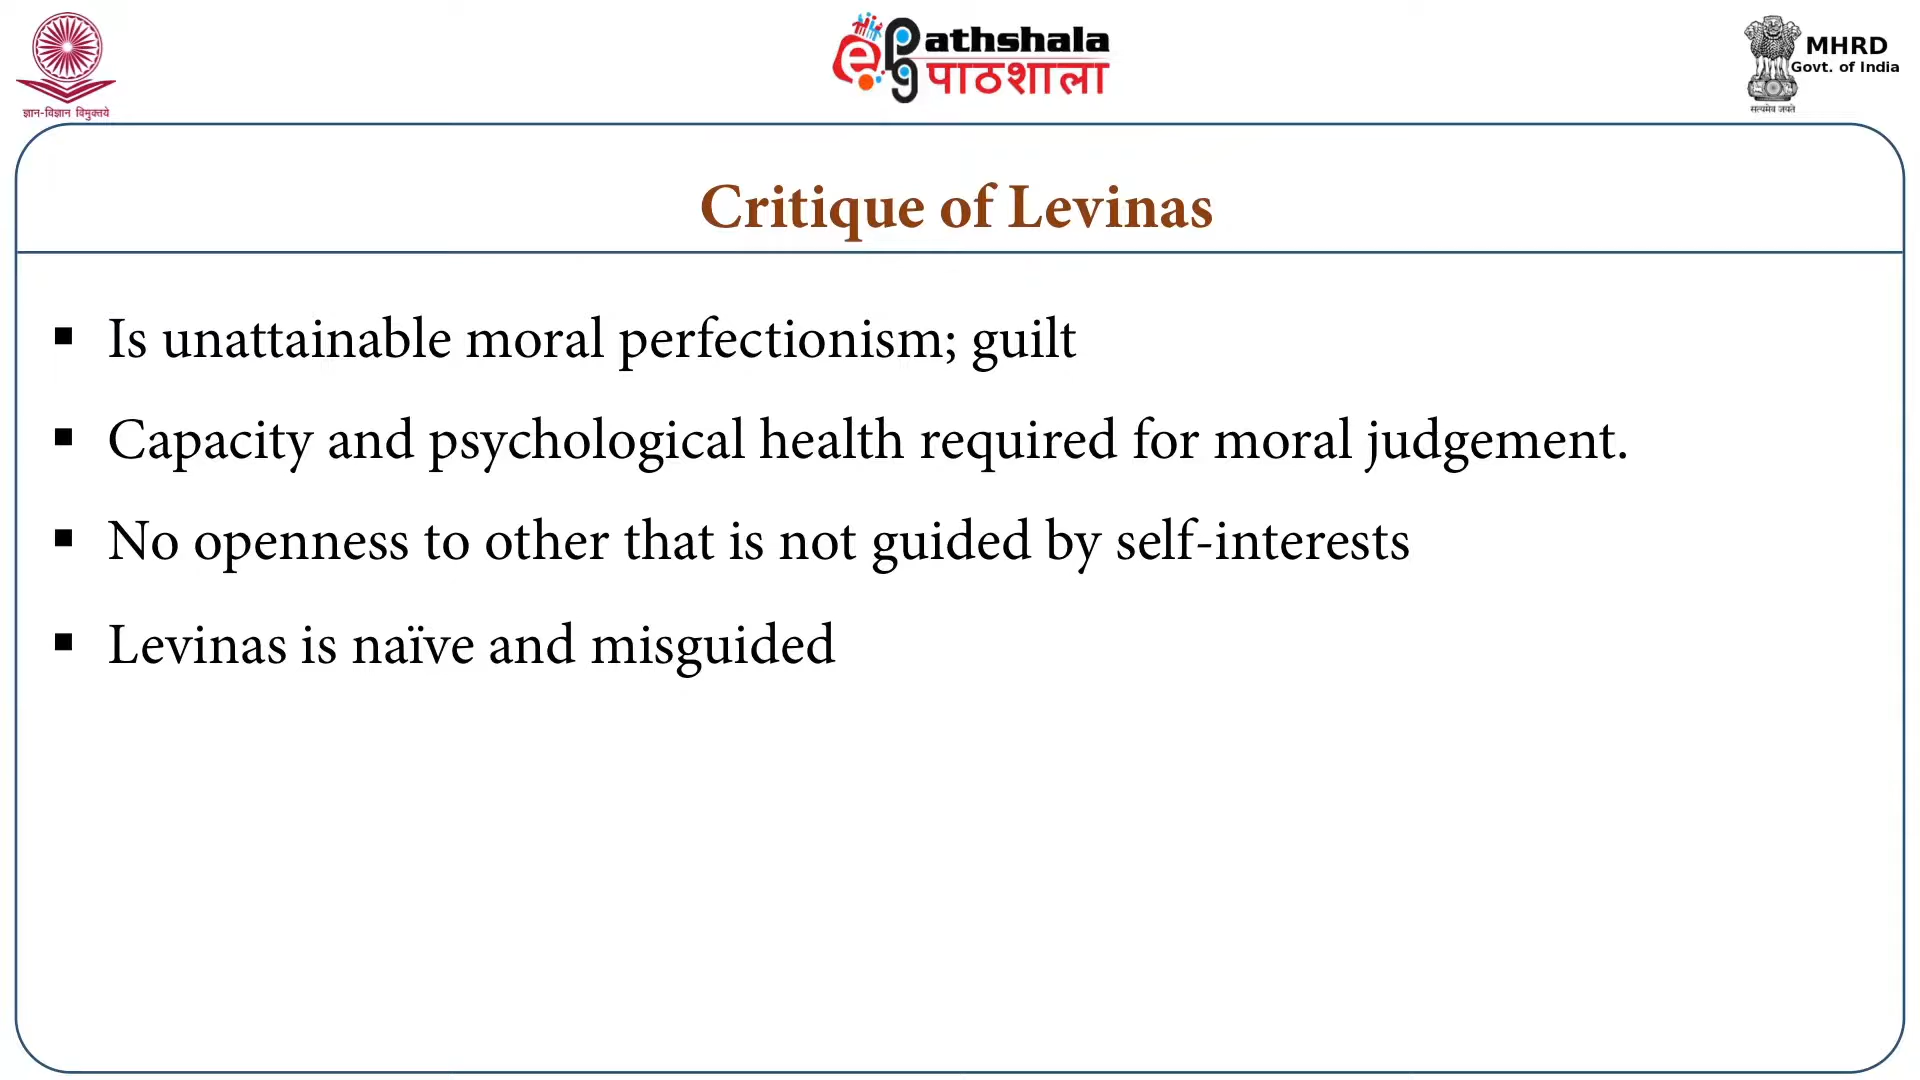 ज्ञान-विज्ञान विमुक्तये
ePathshala
पाठशाला
MHRD
Govt. of India
सत्यमेव जयते
Critique of Levinas
▪ Is unattainable moral perfectionism; guilt
▪ Capacity and psychological health required for moral judgement.
▪ No openness to other that is not guided by self-interests
▪ Levinas is naïve and misguided